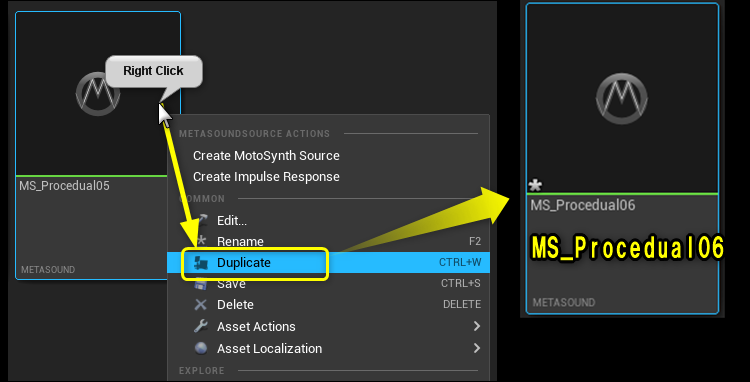 Right Click
MS_Procedual05
METASOUND
METASOUNDSOURCE ACTIONS
Create MotoSynth Source
Create Impulse Response
COMMON
Edit...
Rename F2
Duplicate CTRL+W
Save CTRL+S
Delete DELETE
Asset Actions
Asset Localization
EXPLORE
MS_Procedual06
MS_Procedual06
METASOUND